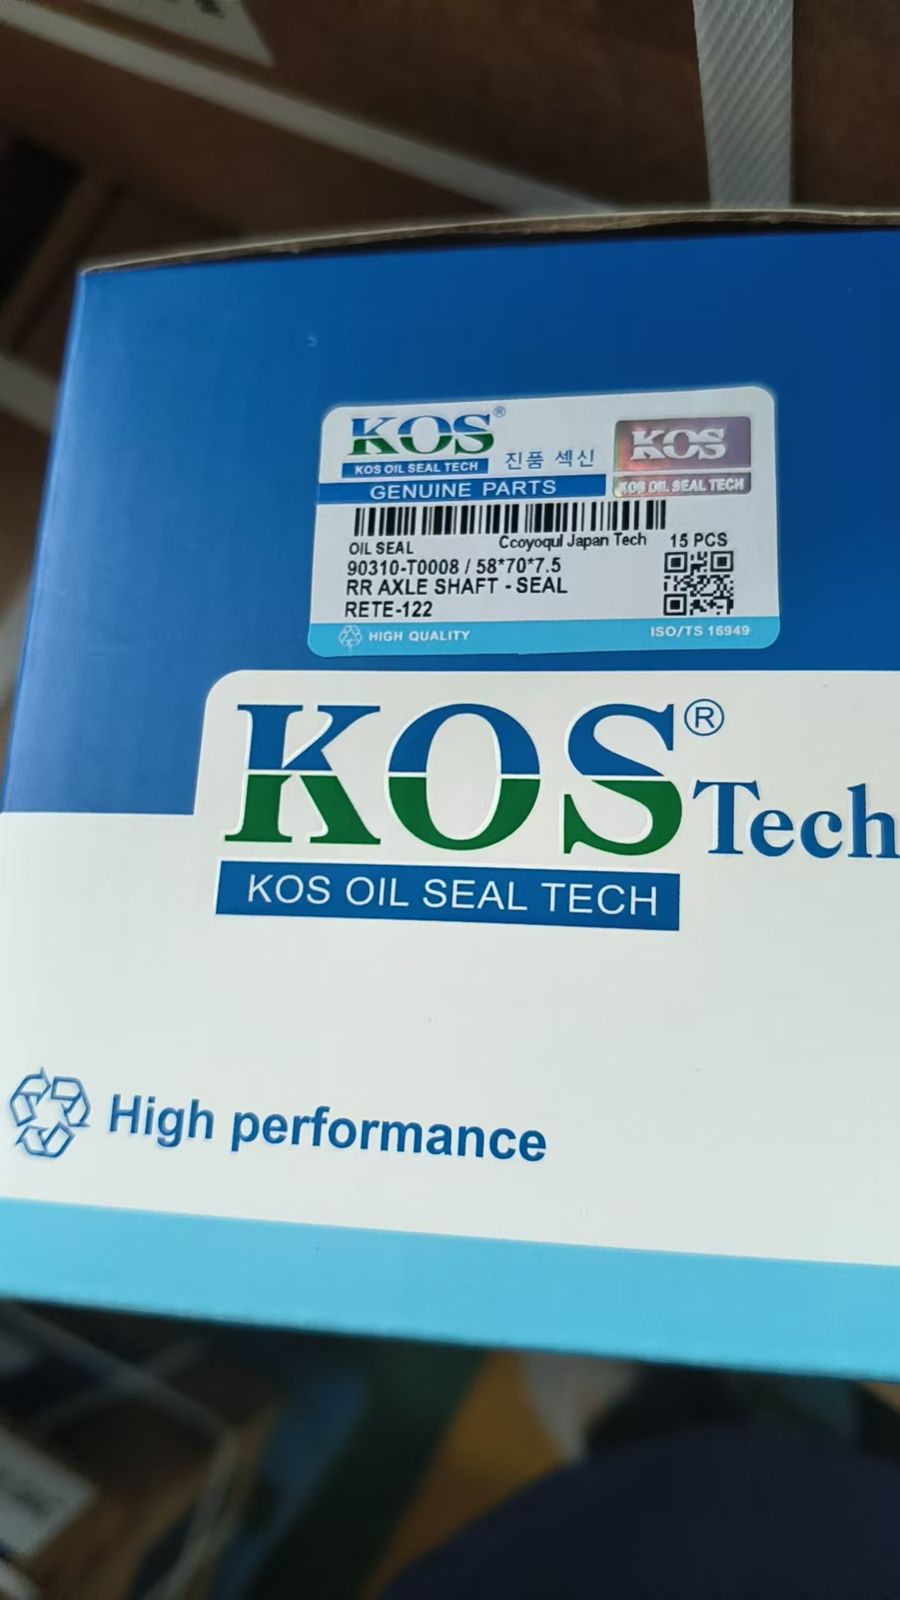 KOS®
KOS OIL SEAL TECH
진품 섹신
KOS
KOS OIL SEAL TECH
GENUINE PARTS
OIL SEAL
Ccoyoqul Japan Tech
15 PCS
90310-T0008 / 58*70*7.5
RR AXLE SHAFT - SEAL
RETE-122
HIGH QUALITY
ISO/TS 16949
KOS® Tech
KOS OIL SEAL TECH
High performance